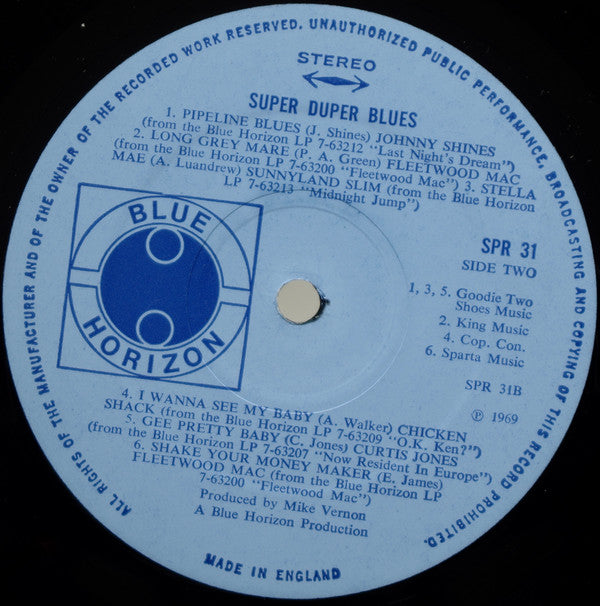 ALL RIGHTS OF THE MANUFACTURER AND OF THE OWNER OF THE RECORDED WORK RESERVED. UNAUTHORIZED PUBLIC PERFORMANCE, BROADCASTING AND COPYING OF THIS RECORD PROHIBITED.
STEREO
SUPER DUPER BLUES
1. PIPELINE BLUES (J. Shines) JOHNNY SHINES
(from the Blue Horizon LP 7-63212 "Last Night's Dream")
2. LONG GREY MARE (P. A. Green) FLEETWOOD MAC
(from the Blue Horizon LP 7-63200 "Fleetwood Mac") 3. STELLA
MAE (A. Luandrew) SUNNYLAND SLIM (from the Blue Horizon
LP 7-63213 "Midnight Jump")
BLUE
HORIZON
SPR 31
SIDE TWO
1, 3, 5. Goodie Two
Shoes Music
2. King Music
4. Cop. Con.
6. Sparta Music
SPR 31B
℗ 1969
4. I WANNA SEE MY BABY (A. Walker) CHICKEN
SHACK (from the Blue Horizon LP 7-63209 "O.K. Ken?")
5. GEE PRETTY BABY (C. Jones) CURTIS JONES
(from the Blue Horizon LP 7-63207 "Now Resident In Europe")
6. SHAKE YOUR MONEY MAKER (E. James)
FLEETWOOD MAC (from the Blue Horizon LP
7-63200 "Fleetwood Mac")
Produced by Mike Vernon
A Blue Horizon Production
MADE IN ENGLAND